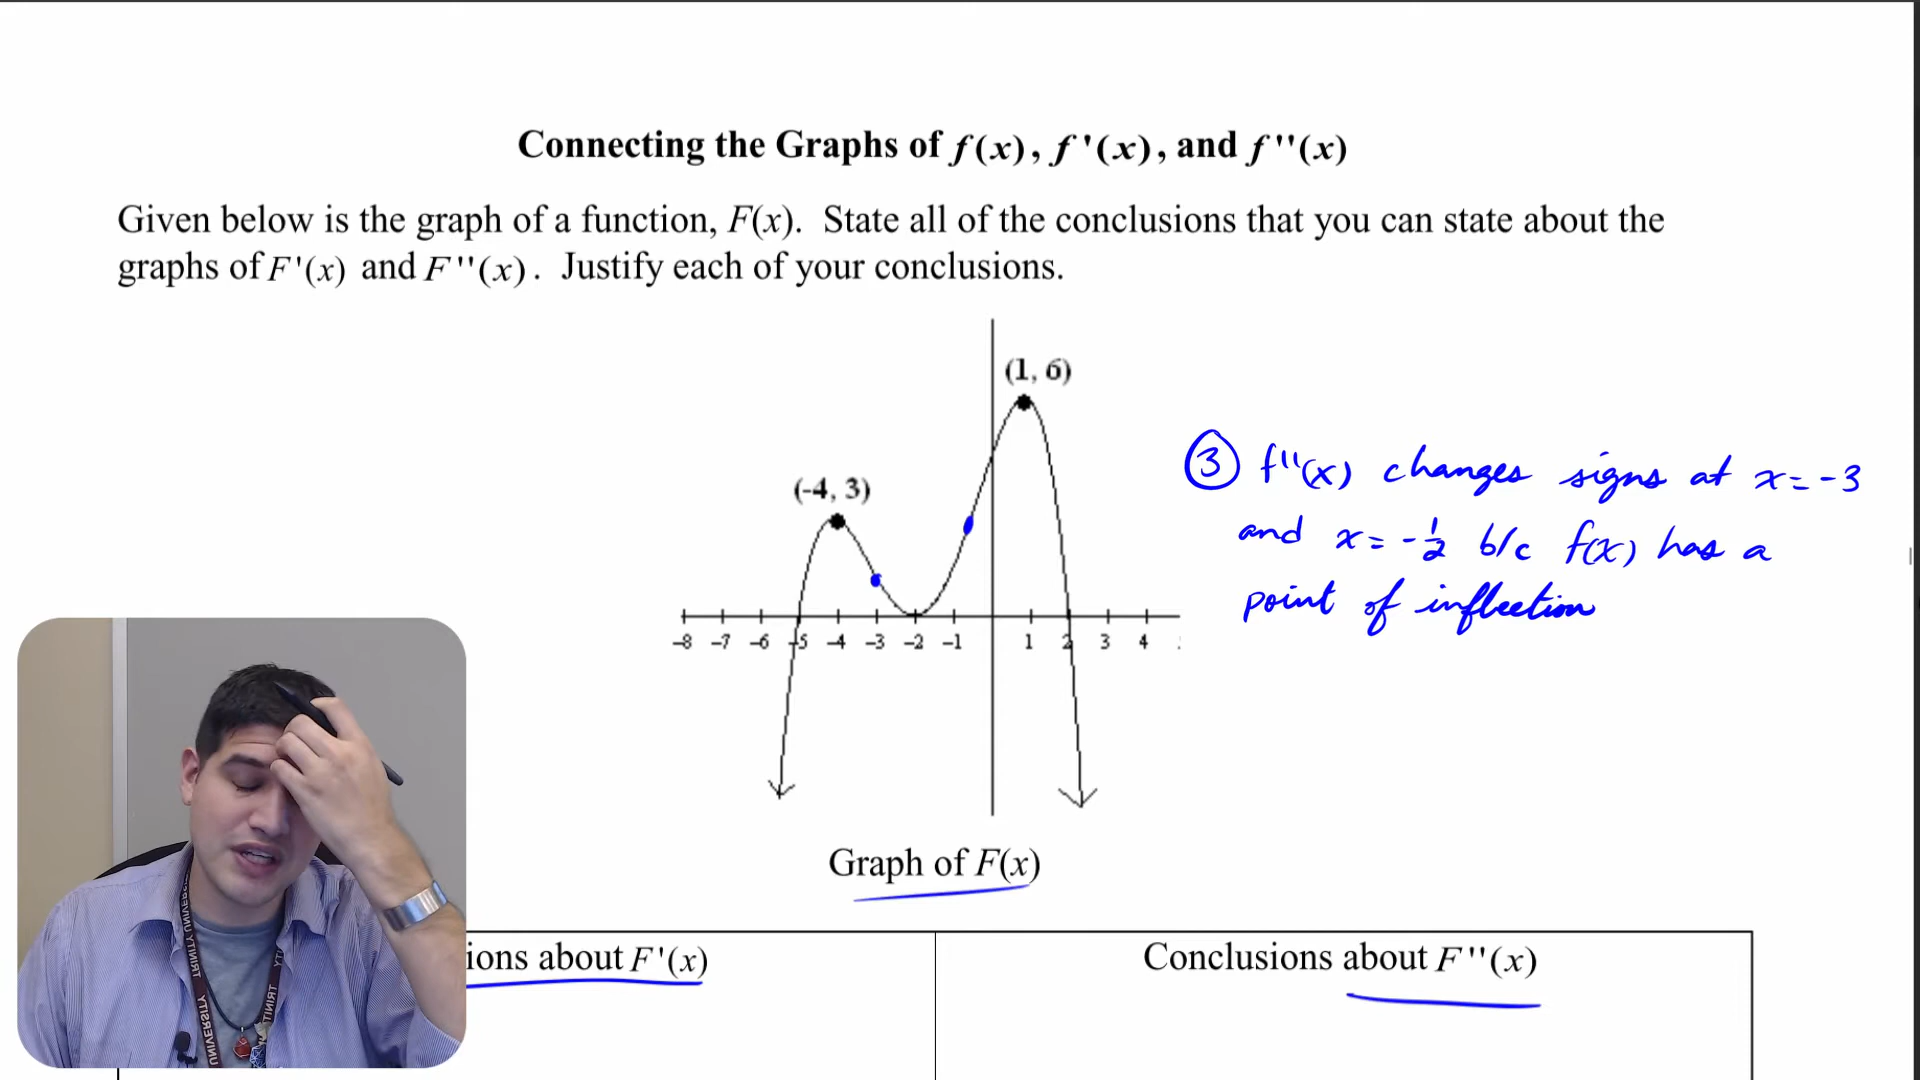 Connecting the Graphs of f(x), f'(x), and f''(x)
Given below is the graph of a function, F(x). State all of the conclusions that you can state about the
graphs of F'(x) and F''(x). Justify each of your conclusions.
(1, 6)
(-4, 3)
③ f''(x) changes signs at x=-3
and x=-1/2 b/c f(x) has a
point of inflection
-8 -7 -6 -5 -4 -3 -2 -1 1 2 3 4
Graph of F(x)
ions about F'(x)
Conclusions about F''(x)
TRINITY UNIVERSITY
UNIVERSITY